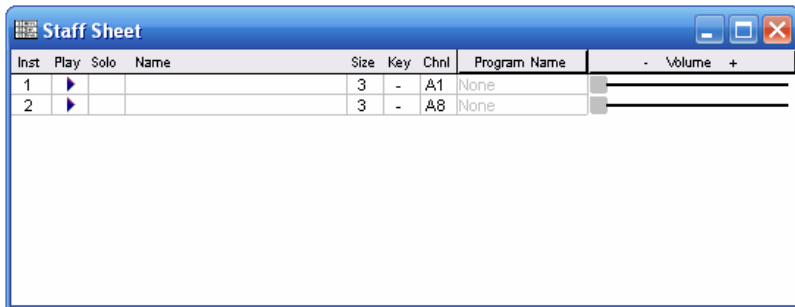 Staff Sheet
Inst Play Solo Name Size Key Chnl Program Name - Volume +
1 3 - A1 None
2 3 - A8 None